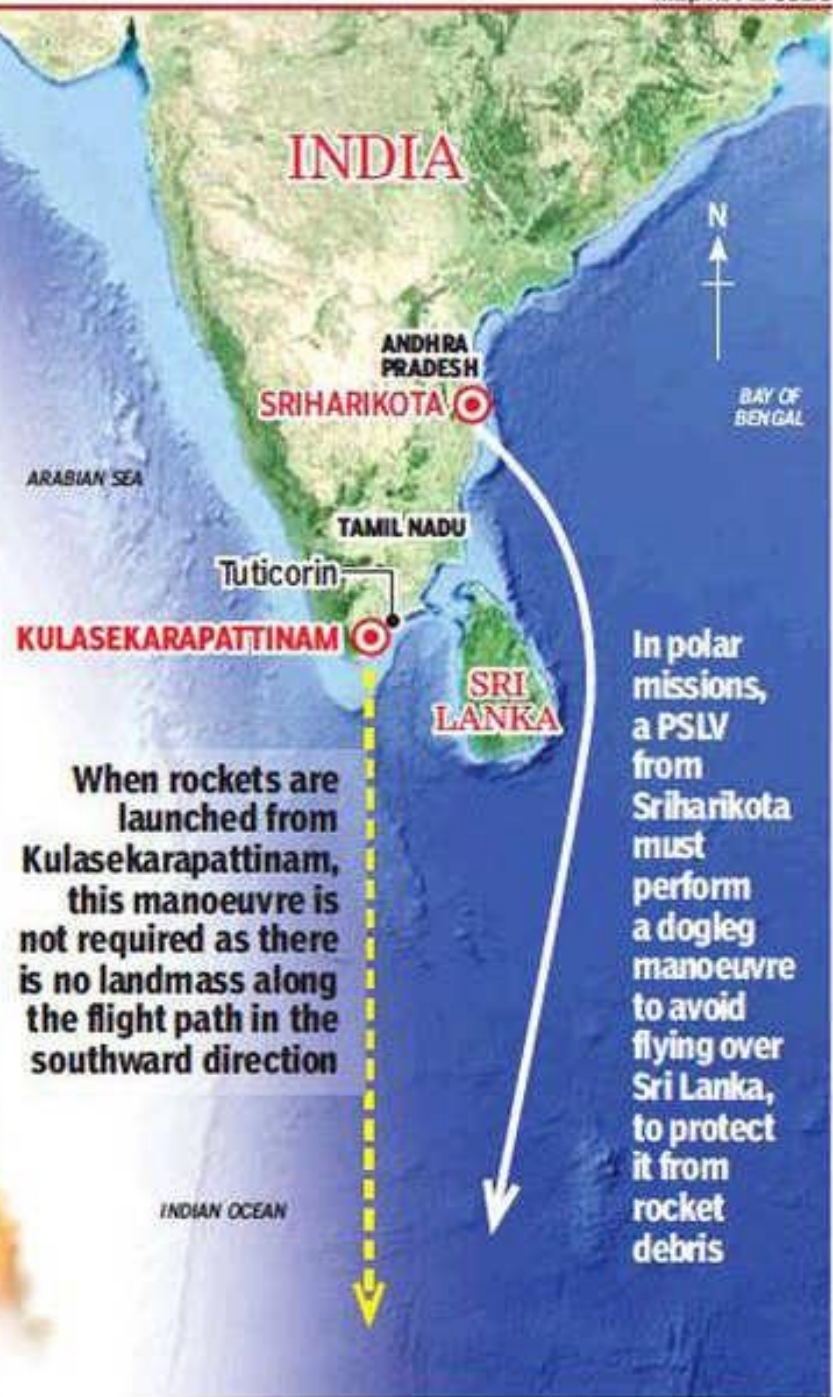 INDIA
N
ANDHRA
PRADESH
SRIHARIKOTA
BAY OF
BENGAL
ARABIAN SEA
TAMIL NADU
Tuticorin
KULASEKARAPATTINAM
SRI
LANKA
When rockets are
launched from
Kulasekarapattinam,
this manoeuvre is
not required as there
is no landmass along
the flight path in the
southward direction
In polar
missions,
a PSLV
from
Sriharikota
must
perform
a dogleg
manoeuvre
to avoid
flying over
Sri Lanka,
to protect
it from
rocket
debris
INDIAN OCEAN